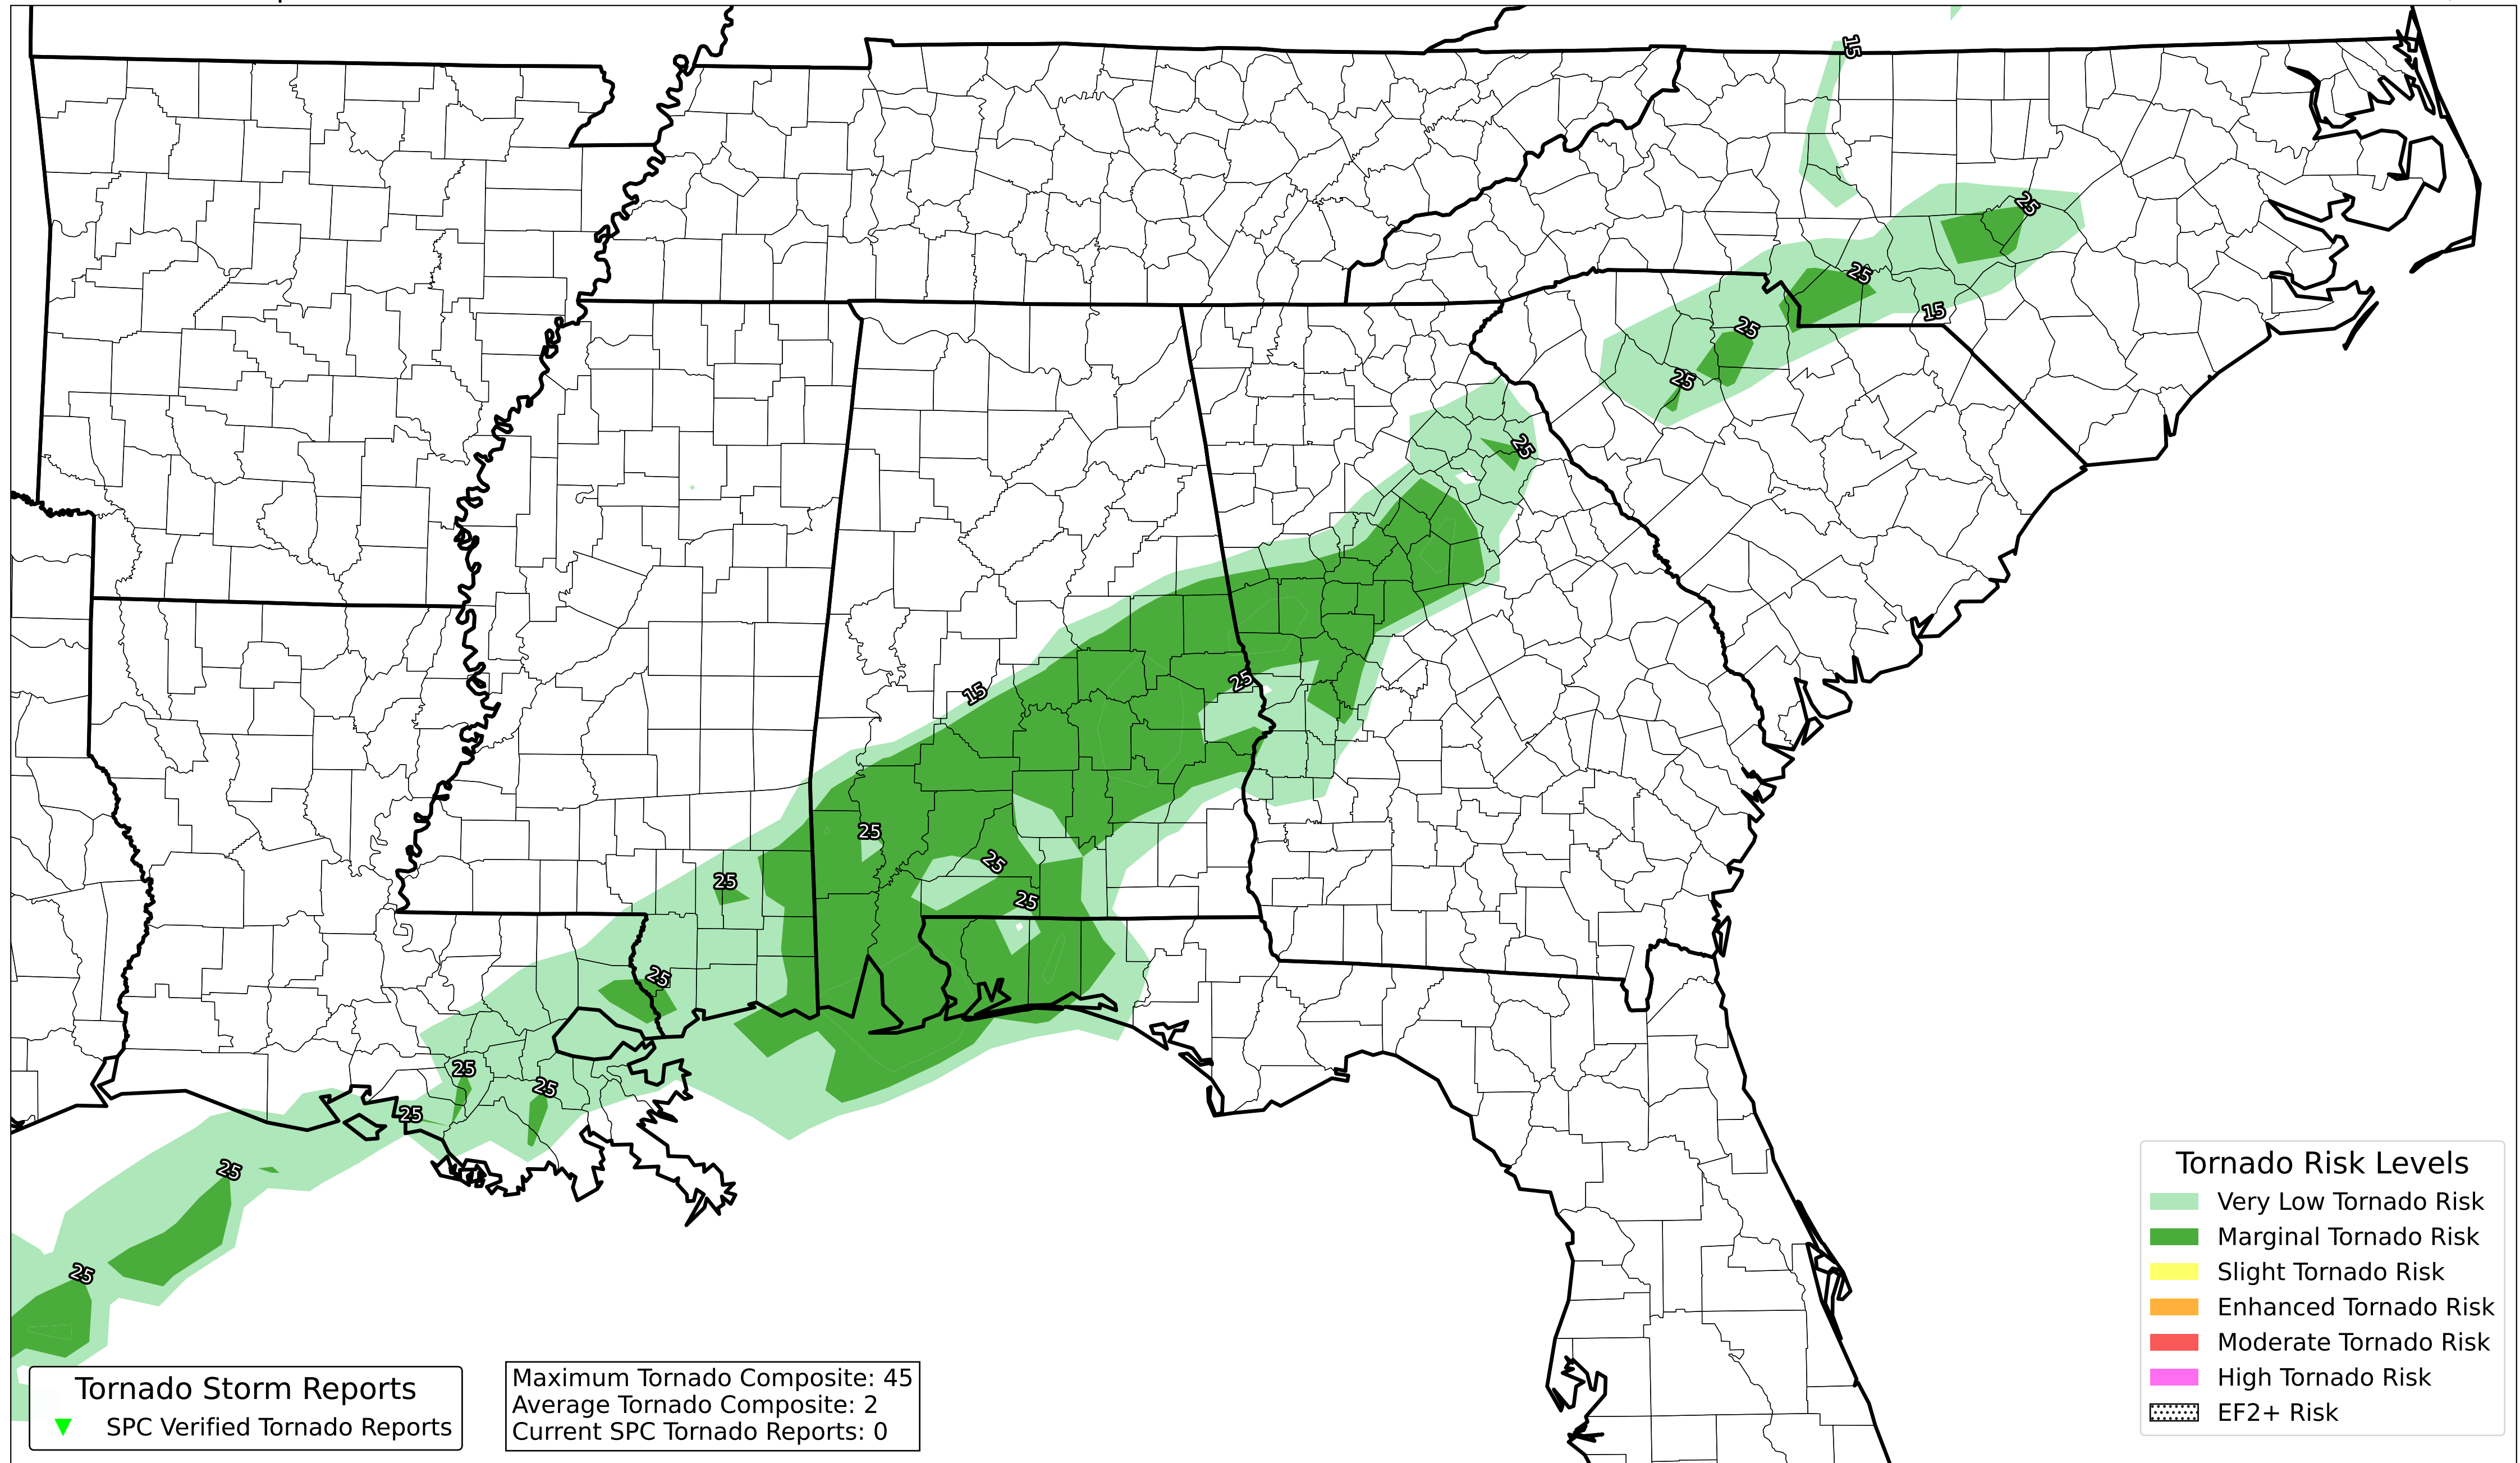 15
25
25
15
25
25
25
15
25
25
25
25
25
25
25
25
25
25
25
Tornado Risk Levels
Very Low Tornado Risk
Marginal Tornado Risk
Slight Tornado Risk
Enhanced Tornado Risk
Moderate Tornado Risk
High Tornado Risk
EF2+ Risk
Tornado Storm Reports
SPC Verified Tornado Reports
Maximum Tornado Composite: 45
Average Tornado Composite: 2
Current SPC Tornado Reports: 0